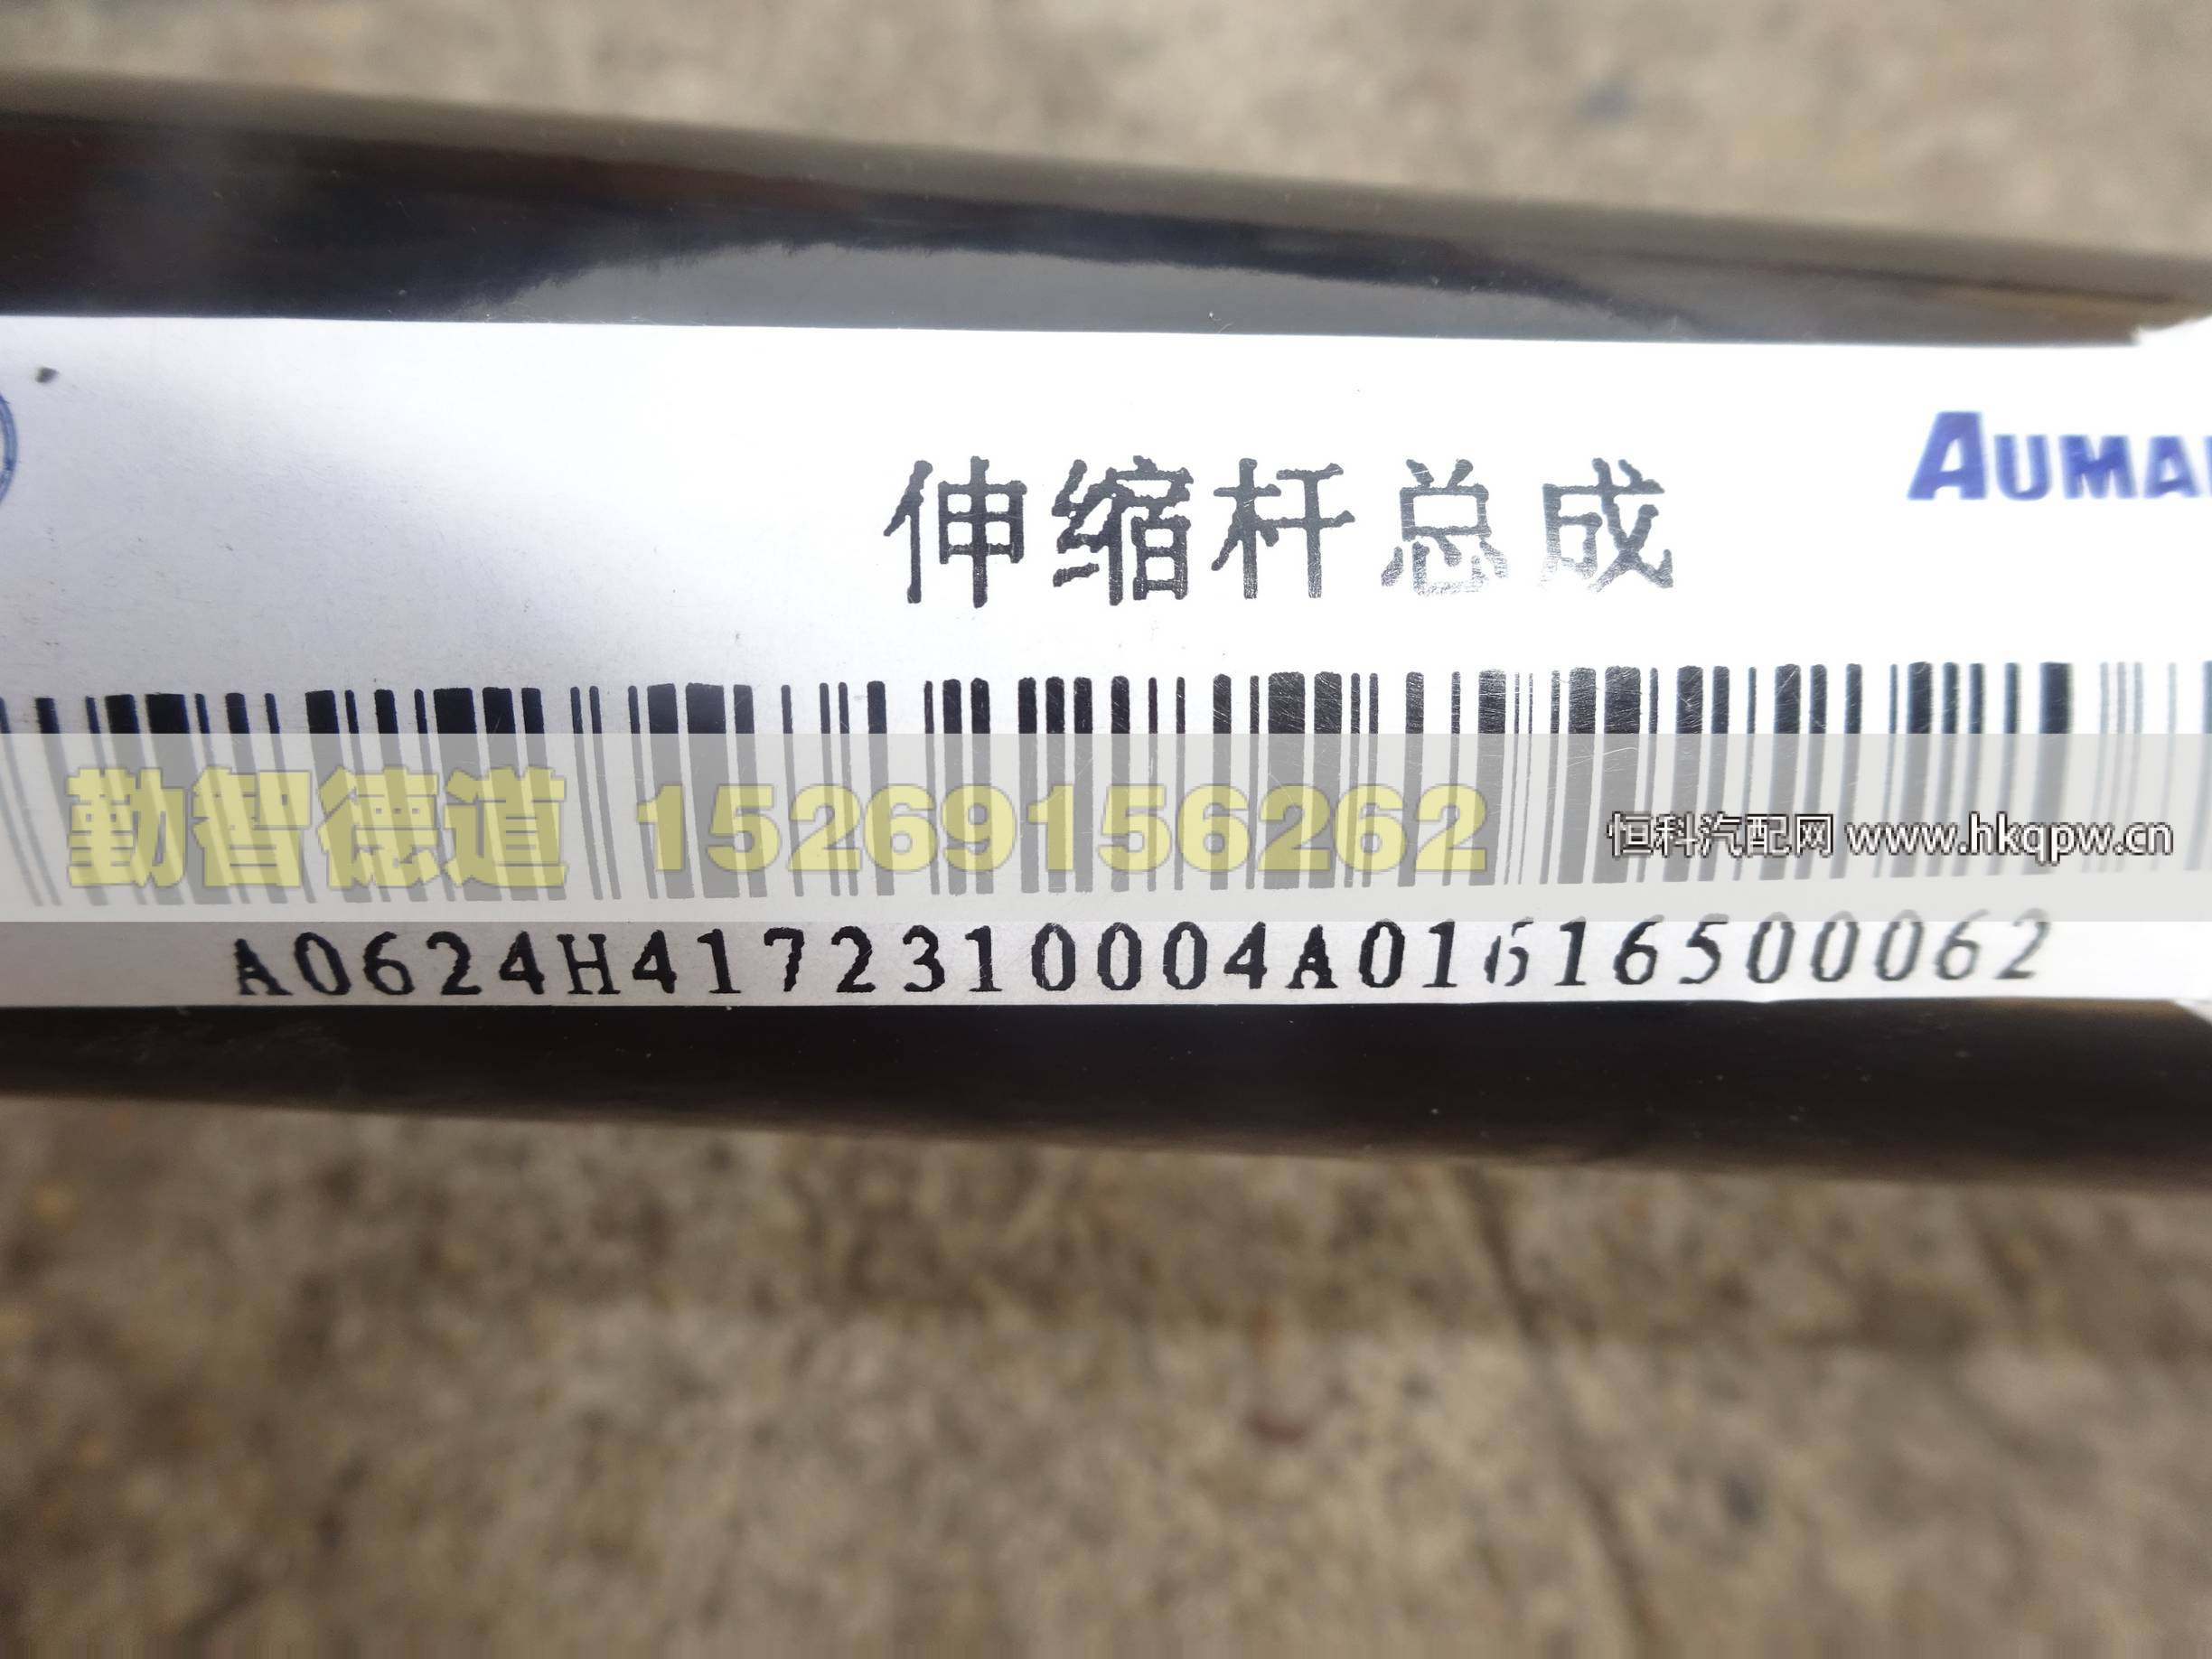 AUMA
伸缩杆总成
勤智德道 15269156262
恒科汽配网 www.hkqpw.cn
A0624H4172310004A01616500062